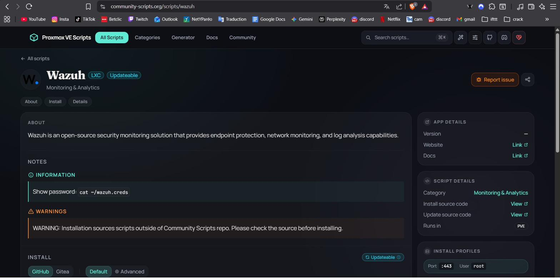 community-scripts.org/scripts/wazuh
YouTube Instagram TikTok Twitch Outlook NetfPlanko Traduction Google Docs Gemini Perplexity discord Netflix cam discord gmail ifttt crack
Proxmox VE Scripts All Scripts Categories Generator Docs Community Search scripts...
← All scripts
W Wazuh LXC Updateable
Monitoring & Analytics
Report issue
About Install Details
ABOUT
Wazuh is an open-source security monitoring solution that provides endpoint protection, network monitoring, and log analysis capabilities.
NOTES
INFORMATION
Show password: cat ~/wazuh.creds
WARNINGS
WARNING: Installation sources scripts outside of Community Scripts repo. Please check the source before installing.
INSTALL
Updateable
GitHub Gitea Default Advanced
APP DETAILS
Version —
Website Link
Docs Link
SCRIPT DETAILS
Category Monitoring & Analytics
Install source code View
Update source code View
Runs in PVE
INSTALL PROFILES
Port :443 User root